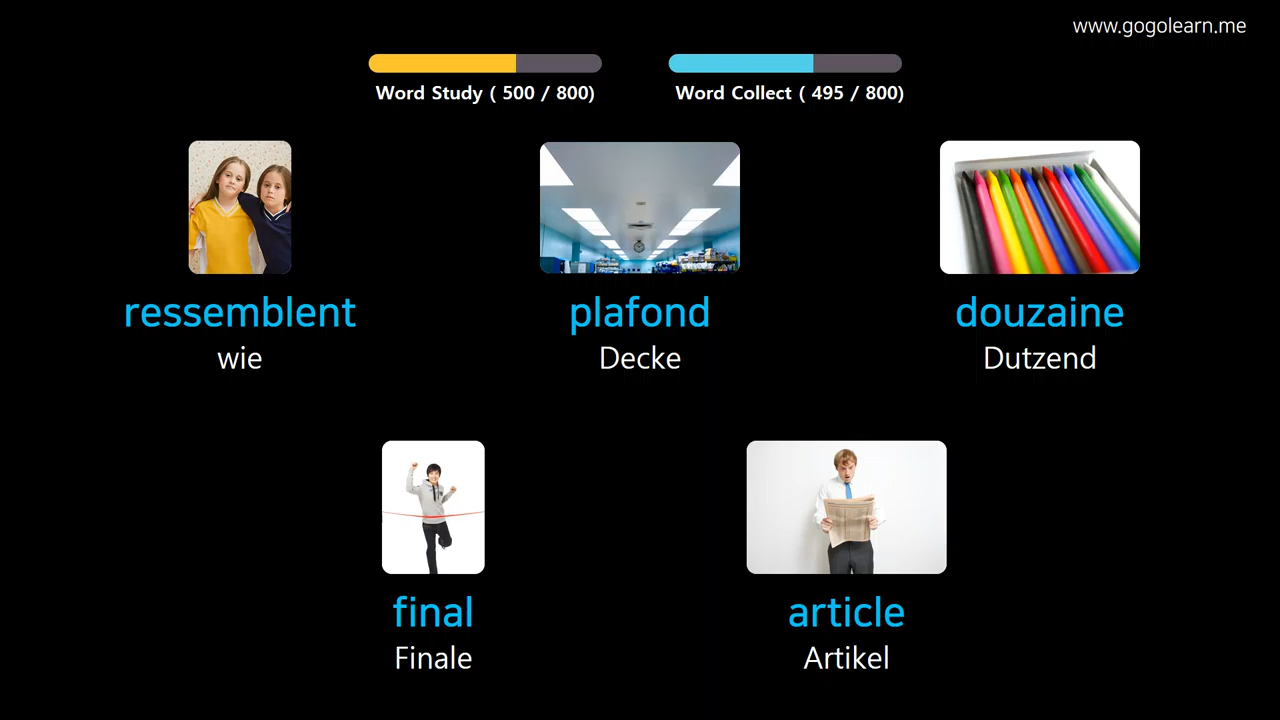 www.gogolearn.me
Word Study ( 500 / 800)
Word Collect ( 495 / 800)
ressemblent
wie
plafond
Decke
douzaine
Dutzend
final
Finale
article
Artikel